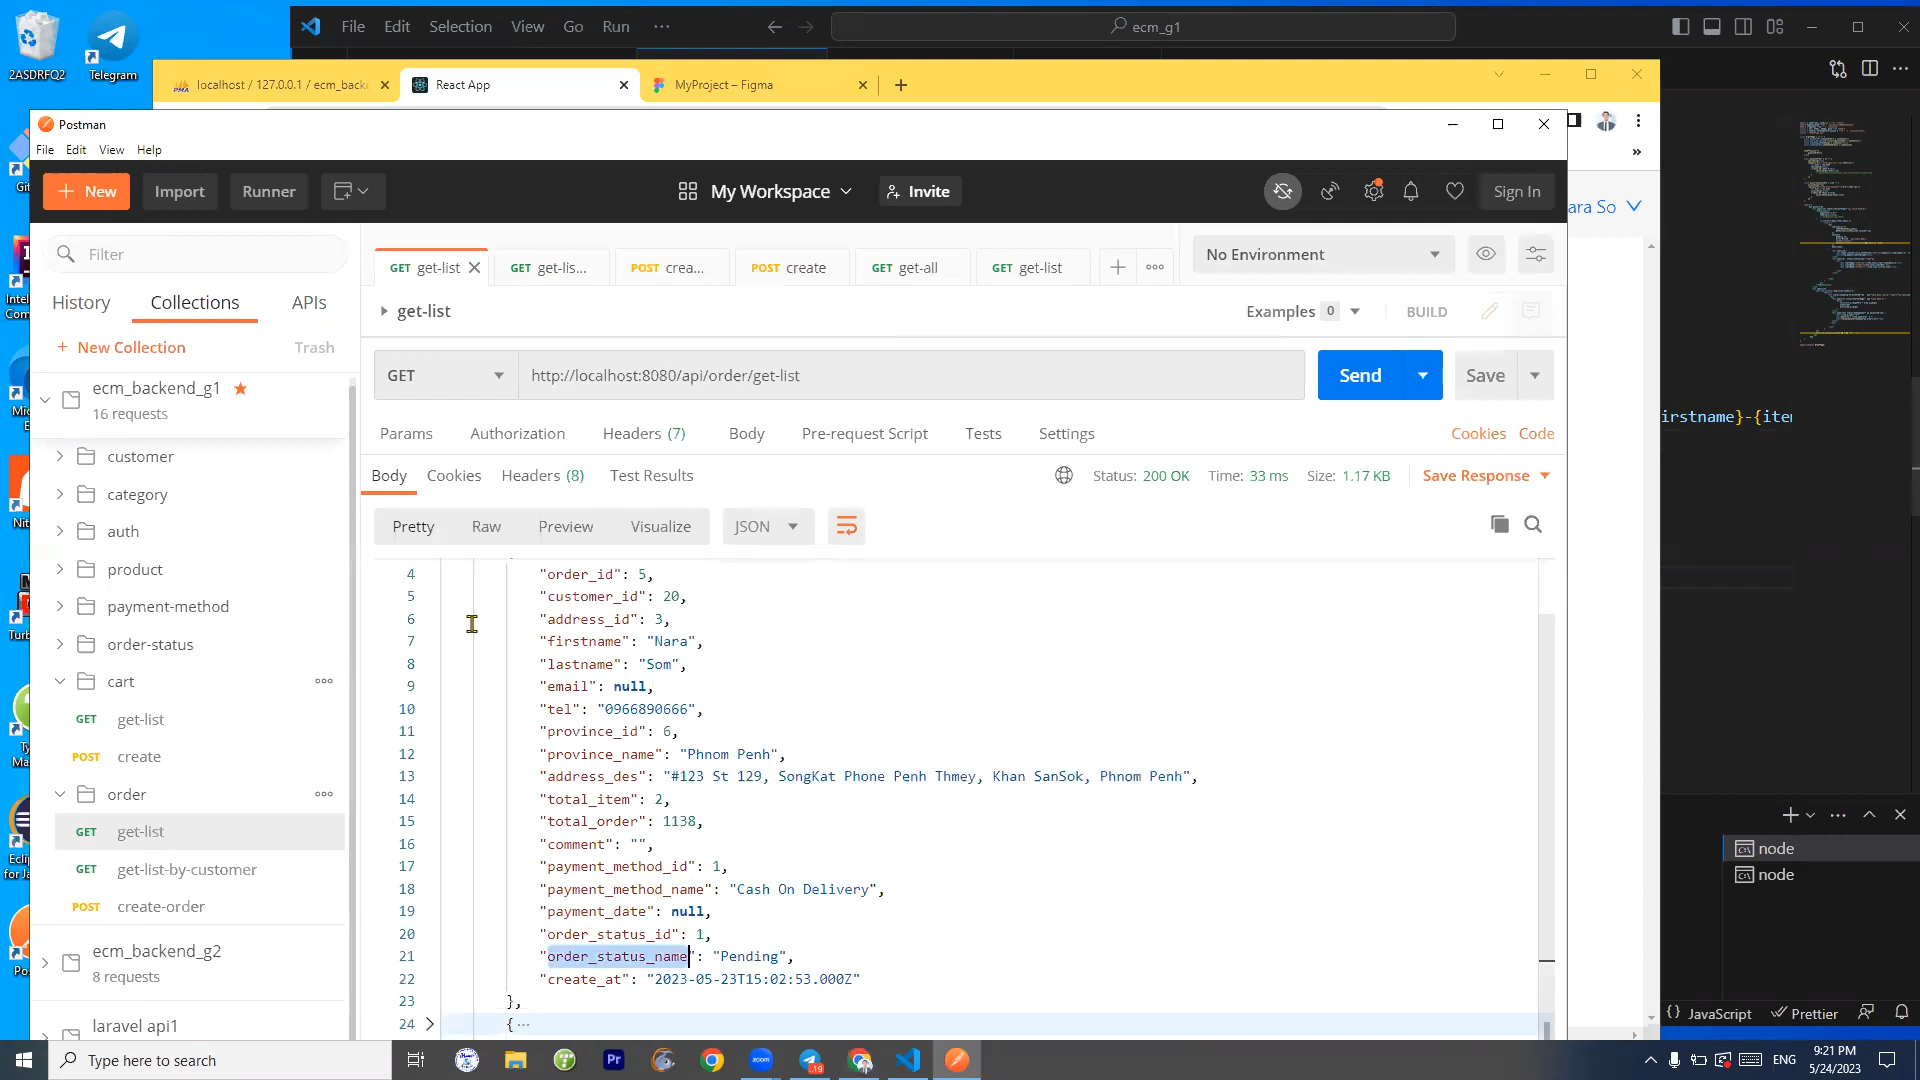 2ASDRFQ2
Telegram
File Edit Selection View Go Run ···
ecm_g1
localhost / 127.0.0.1 / ecm_back
React App
MyProject – Figma
Postman
File Edit View Help
New Import Runner
My Workspace
Invite
Sign In
ara So
Filter
History Collections APIs
+ New Collection Trash
ecm_backend_g1
16 requests
customer
category
auth
product
payment-method
order-status
cart
GET get-list
POST create
order
GET get-list
GET get-list-by-customer
POST create-order
ecm_backend_g2
8 requests
laravel api1
GET get-list
GET get-lis...
POST crea...
POST create
GET get-all
GET get-list
No Environment
get-list
Examples 0 BUILD
GET http://localhost:8080/api/order/get-list
Send Save
Params Authorization Headers (7) Body Pre-request Script Tests Settings Cookies Code
Body Cookies Headers (8) Test Results Status: 200 OK Time: 33 ms Size: 1.17 KB Save Response
Pretty Raw Preview Visualize JSON
4 "order_id": 5,
5 "customer_id": 20,
6 "address_id": 3,
7 "firstname": "Nara",
8 "lastname": "Som",
9 "email": null,
10 "tel": "0966890666",
11 "province_id": 6,
12 "province_name": "Phnom Penh",
13 "address_des": "#123 St 129, SongKat Phone Penh Thmey, Khan SanSok, Phnom Penh",
14 "total_item": 2,
15 "total_order": 1138,
16 "comment": "",
17 "payment_method_id": 1,
18 "payment_method_name": "Cash On Delivery",
19 "payment_date": null,
20 "order_status_id": 1,
21 "order_status_name": "Pending",
22 "create_at": "2023-05-23T15:02:53.000Z"
23 },
24 { ···
irstname}-{iten
node
node
{} JavaScript Prettier
Type here to search
Pr
zoom
19
ENG
9:21 PM
5/24/2023